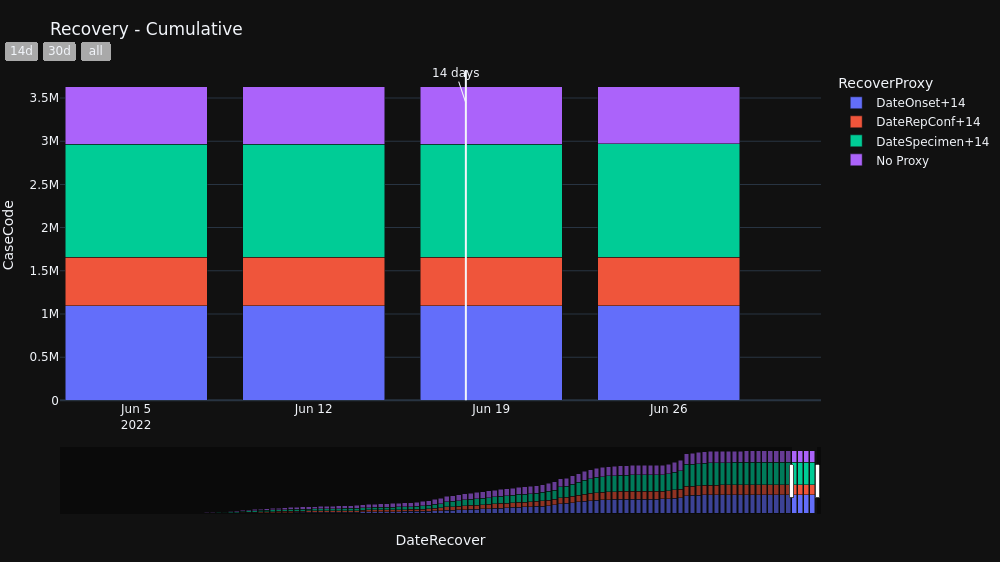 Recovery - Cumulative
14d 30d all
14 days
RecoverProxy
DateOnset+14
DateRepConf+14
DateSpecimen+14
No Proxy
CaseCode
3.5M
3M
2.5M
2M
1.5M
1M
0.5M
0
Jun 5 Jun 12 Jun 19 Jun 26
2022
DateRecover